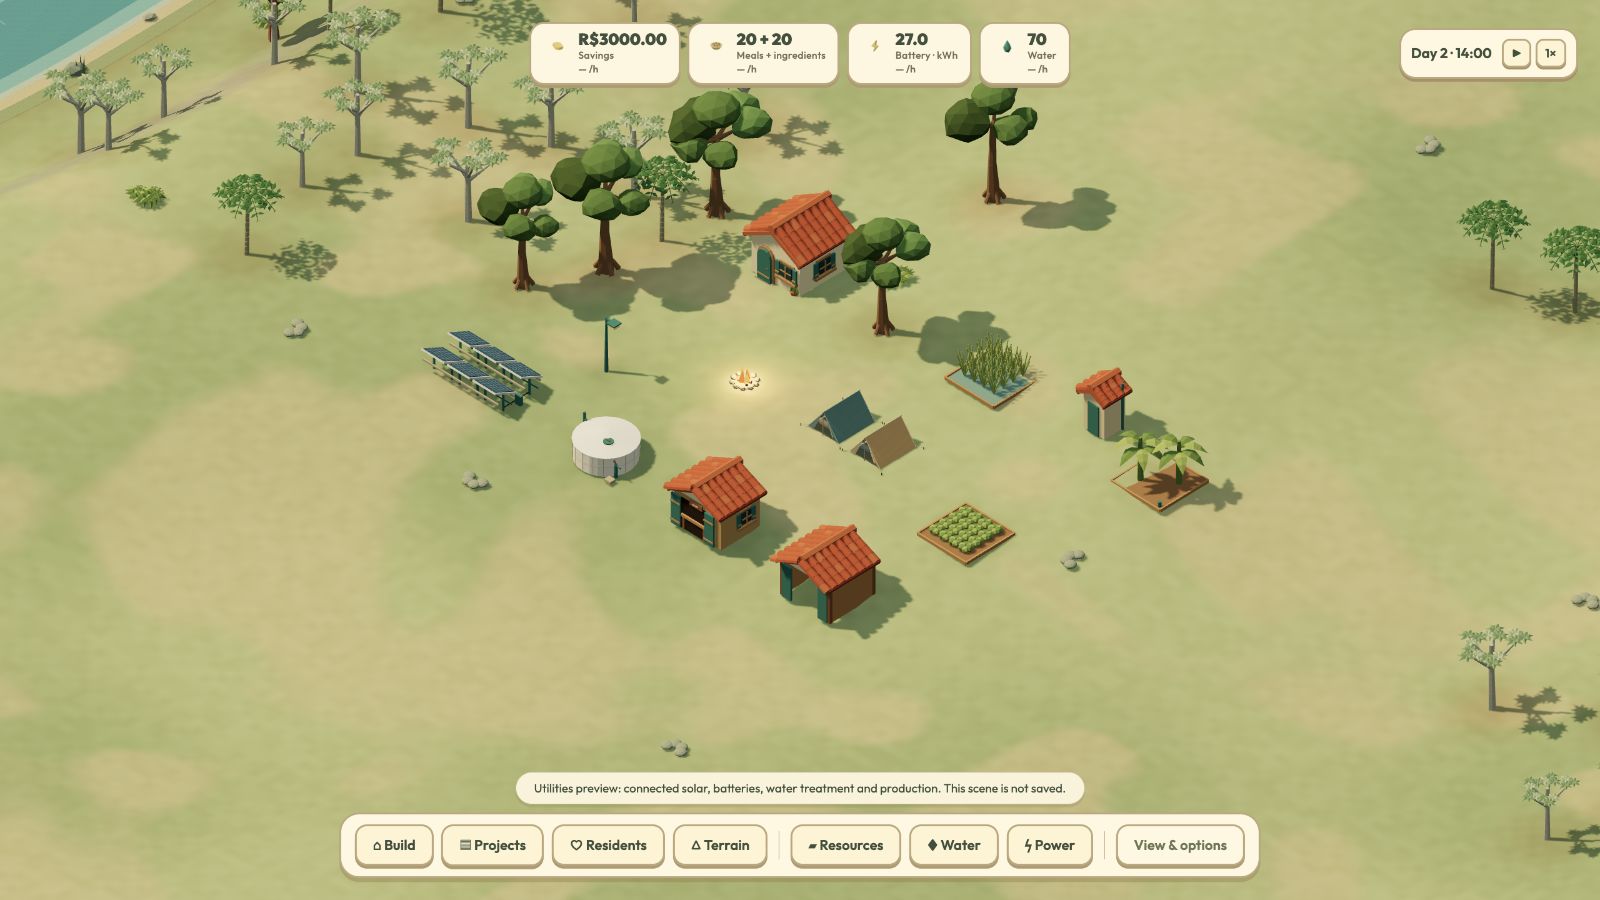 R$3000.00
Savings
— /h
20 + 20
Meals + ingredients
— /h
27.0
Battery · kWh
— /h
70
Water
— /h
Day 2 · 14:00
1×
Utilities preview: connected solar, batteries, water treatment and production. This scene is not saved.
Build
Projects
Residents
Terrain
Resources
Water
Power
View & options